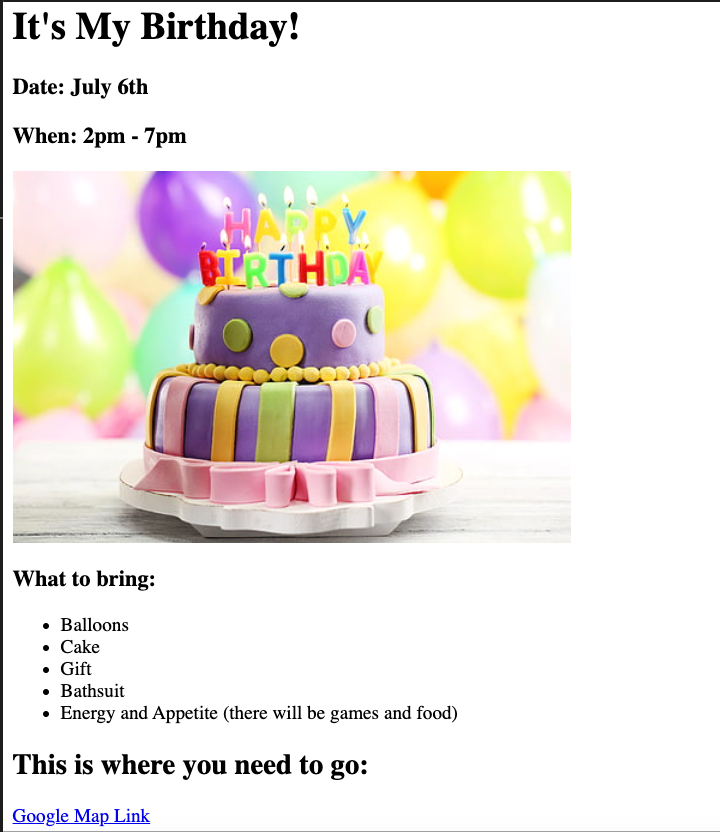 It's My Birthday!
Date: July 6th
When: 2pm - 7pm
HAPPY
BIRTHDAY
What to bring:
Balloons
Cake
Gift
Bathsuit
Energy and Appetite (there will be games and food)
This is where you need to go:
Google Map Link